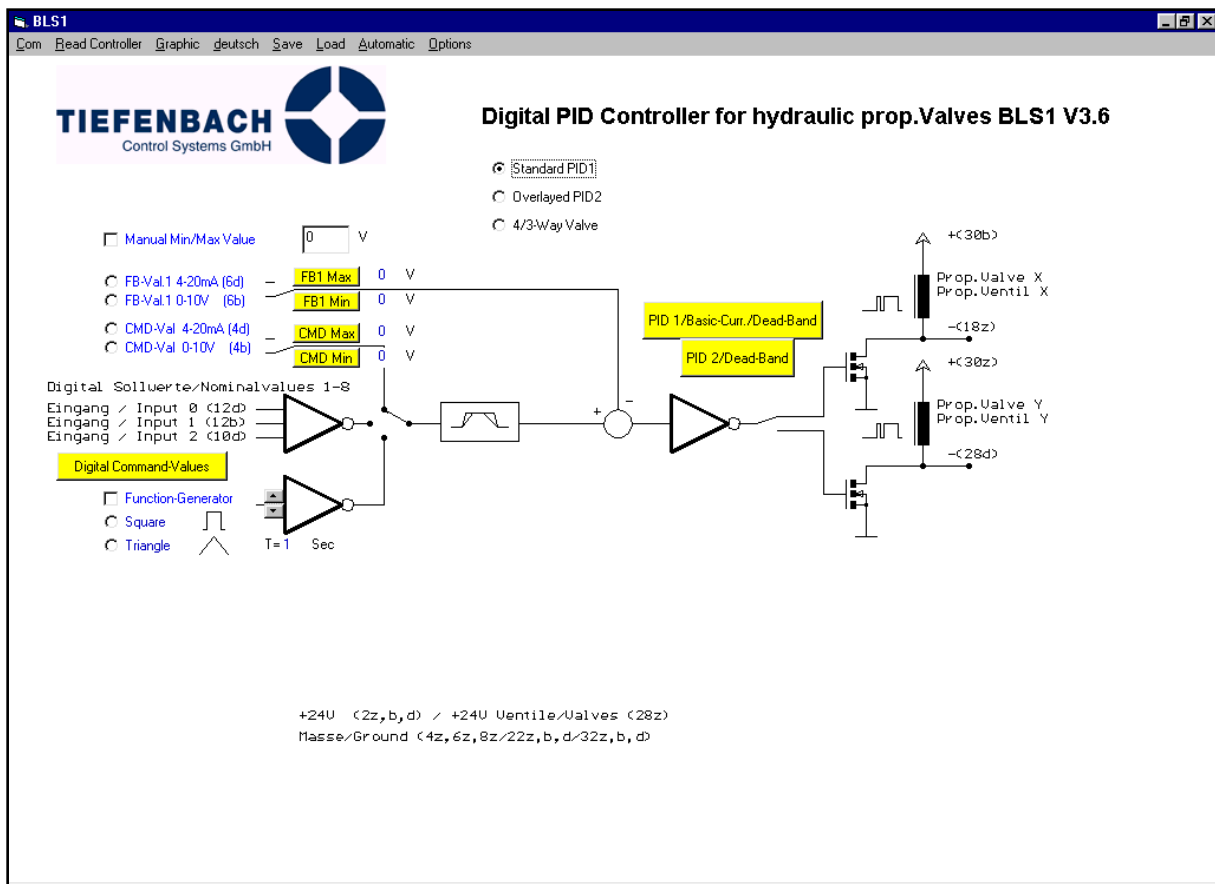 BLS1
Com Read Controller Graphic deutsch Save Load Automatic Options
TIEFENBACH
Control Systems GmbH
Digital PID Controller for hydraulic prop.Valves BLS1 V3.6
Standard PID1
Overlayed PID2
4/3-Way Valve
Manual Min/Max Value 0 V
FB-Val.1 4-20mA (6d) FB1 Max 0 V
FB-Val.1 0-10V (6b) FB1 Min 0 V
CMD-Val 4-20mA (4d) CMD Max 0 V
CMD-Val 0-10V (4b) CMD Min 0 V
Digital Sollwerte/Nominalvalues 1-8
Eingang / Input 0 (12d)
Eingang / Input 1 (12b)
Eingang / Input 2 (10d)
Digital Command-Values
Function-Generator
Square
Triangle T= 1 Sec
+ −
PID 1/Basic-Curr./Dead-Band
PID 2/Dead-Band
+(30b)
Prop.Valve X
Prop.Ventil X
-(18z)
+(30z)
Prop.Valve Y
Prop.Ventil Y
-(28d)
+24V (2z,b,d) / +24V Ventile/Valves (28z)
Masse/Ground (4z,6z,8z/22z,b,d/32z,b,d)